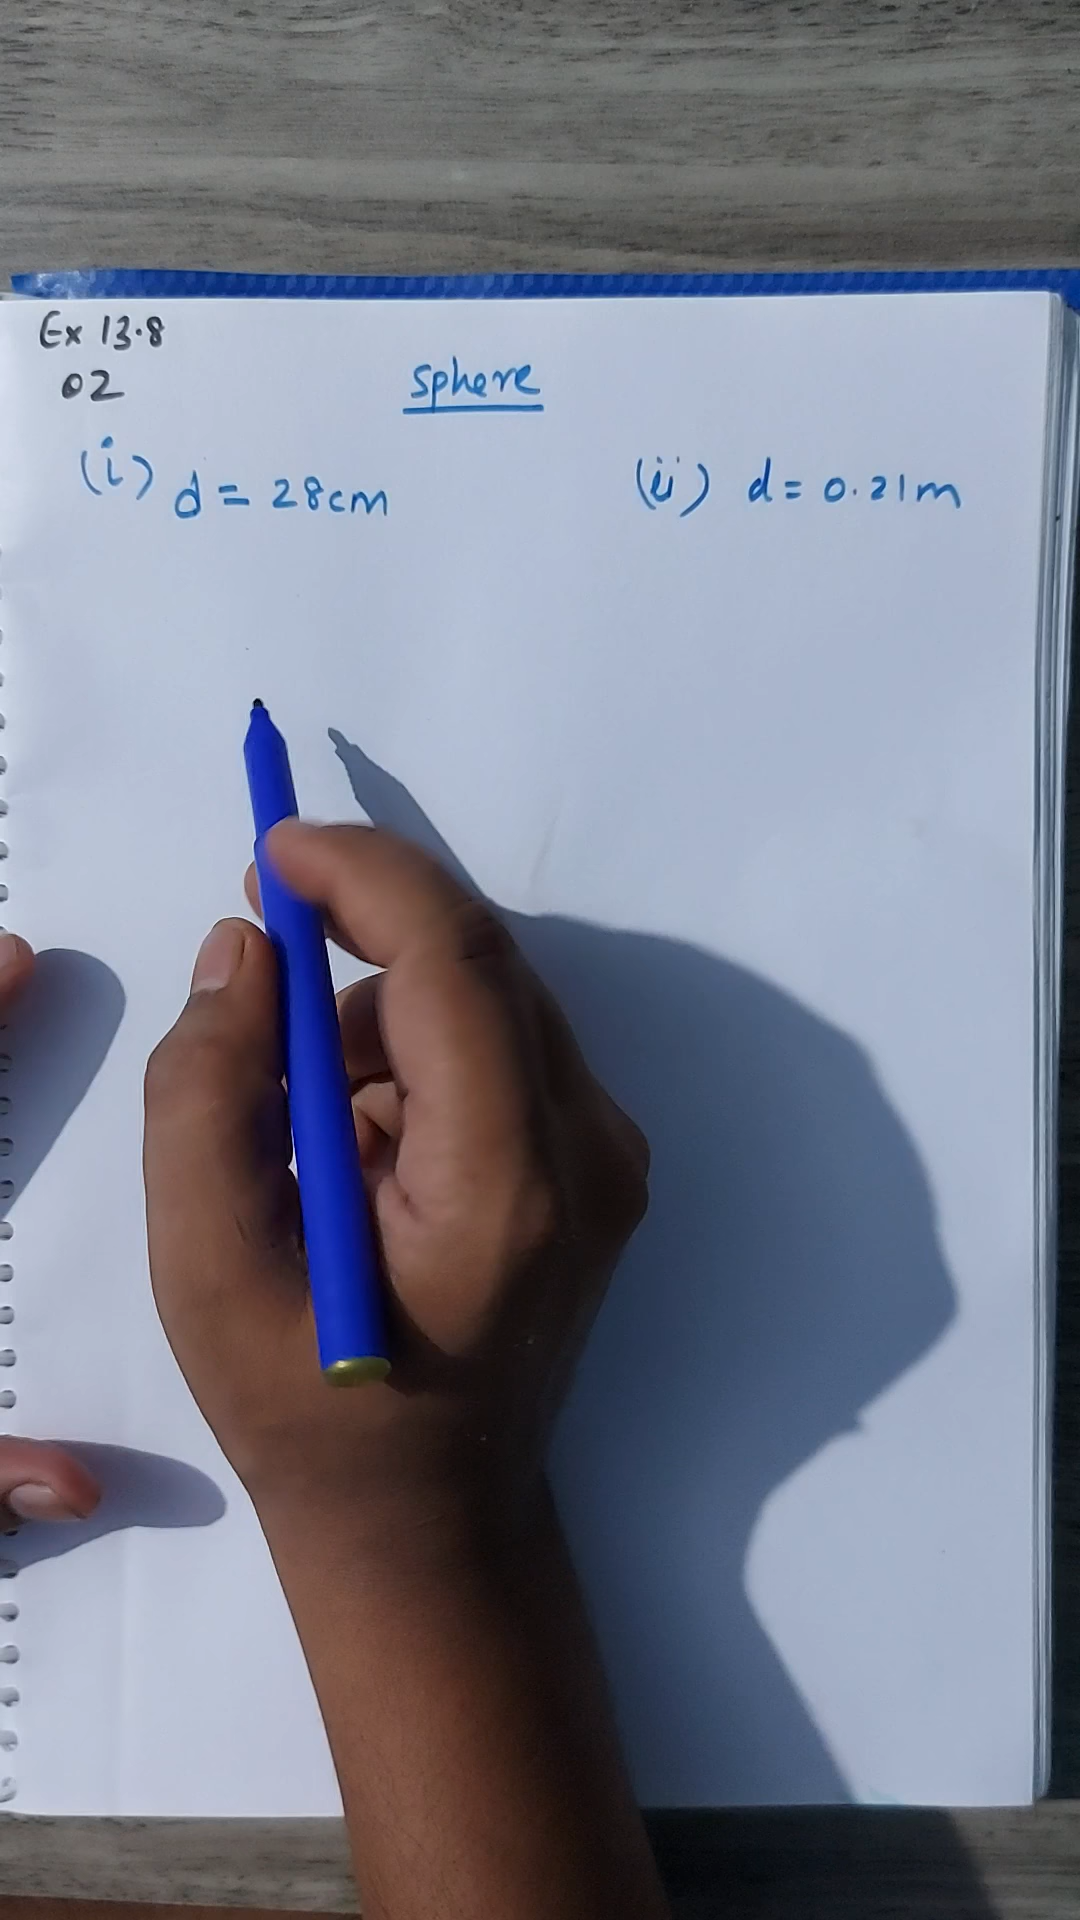 Ex 13.8
02
Sphere
(i) d = 28cm
(ii) d = 0.21m